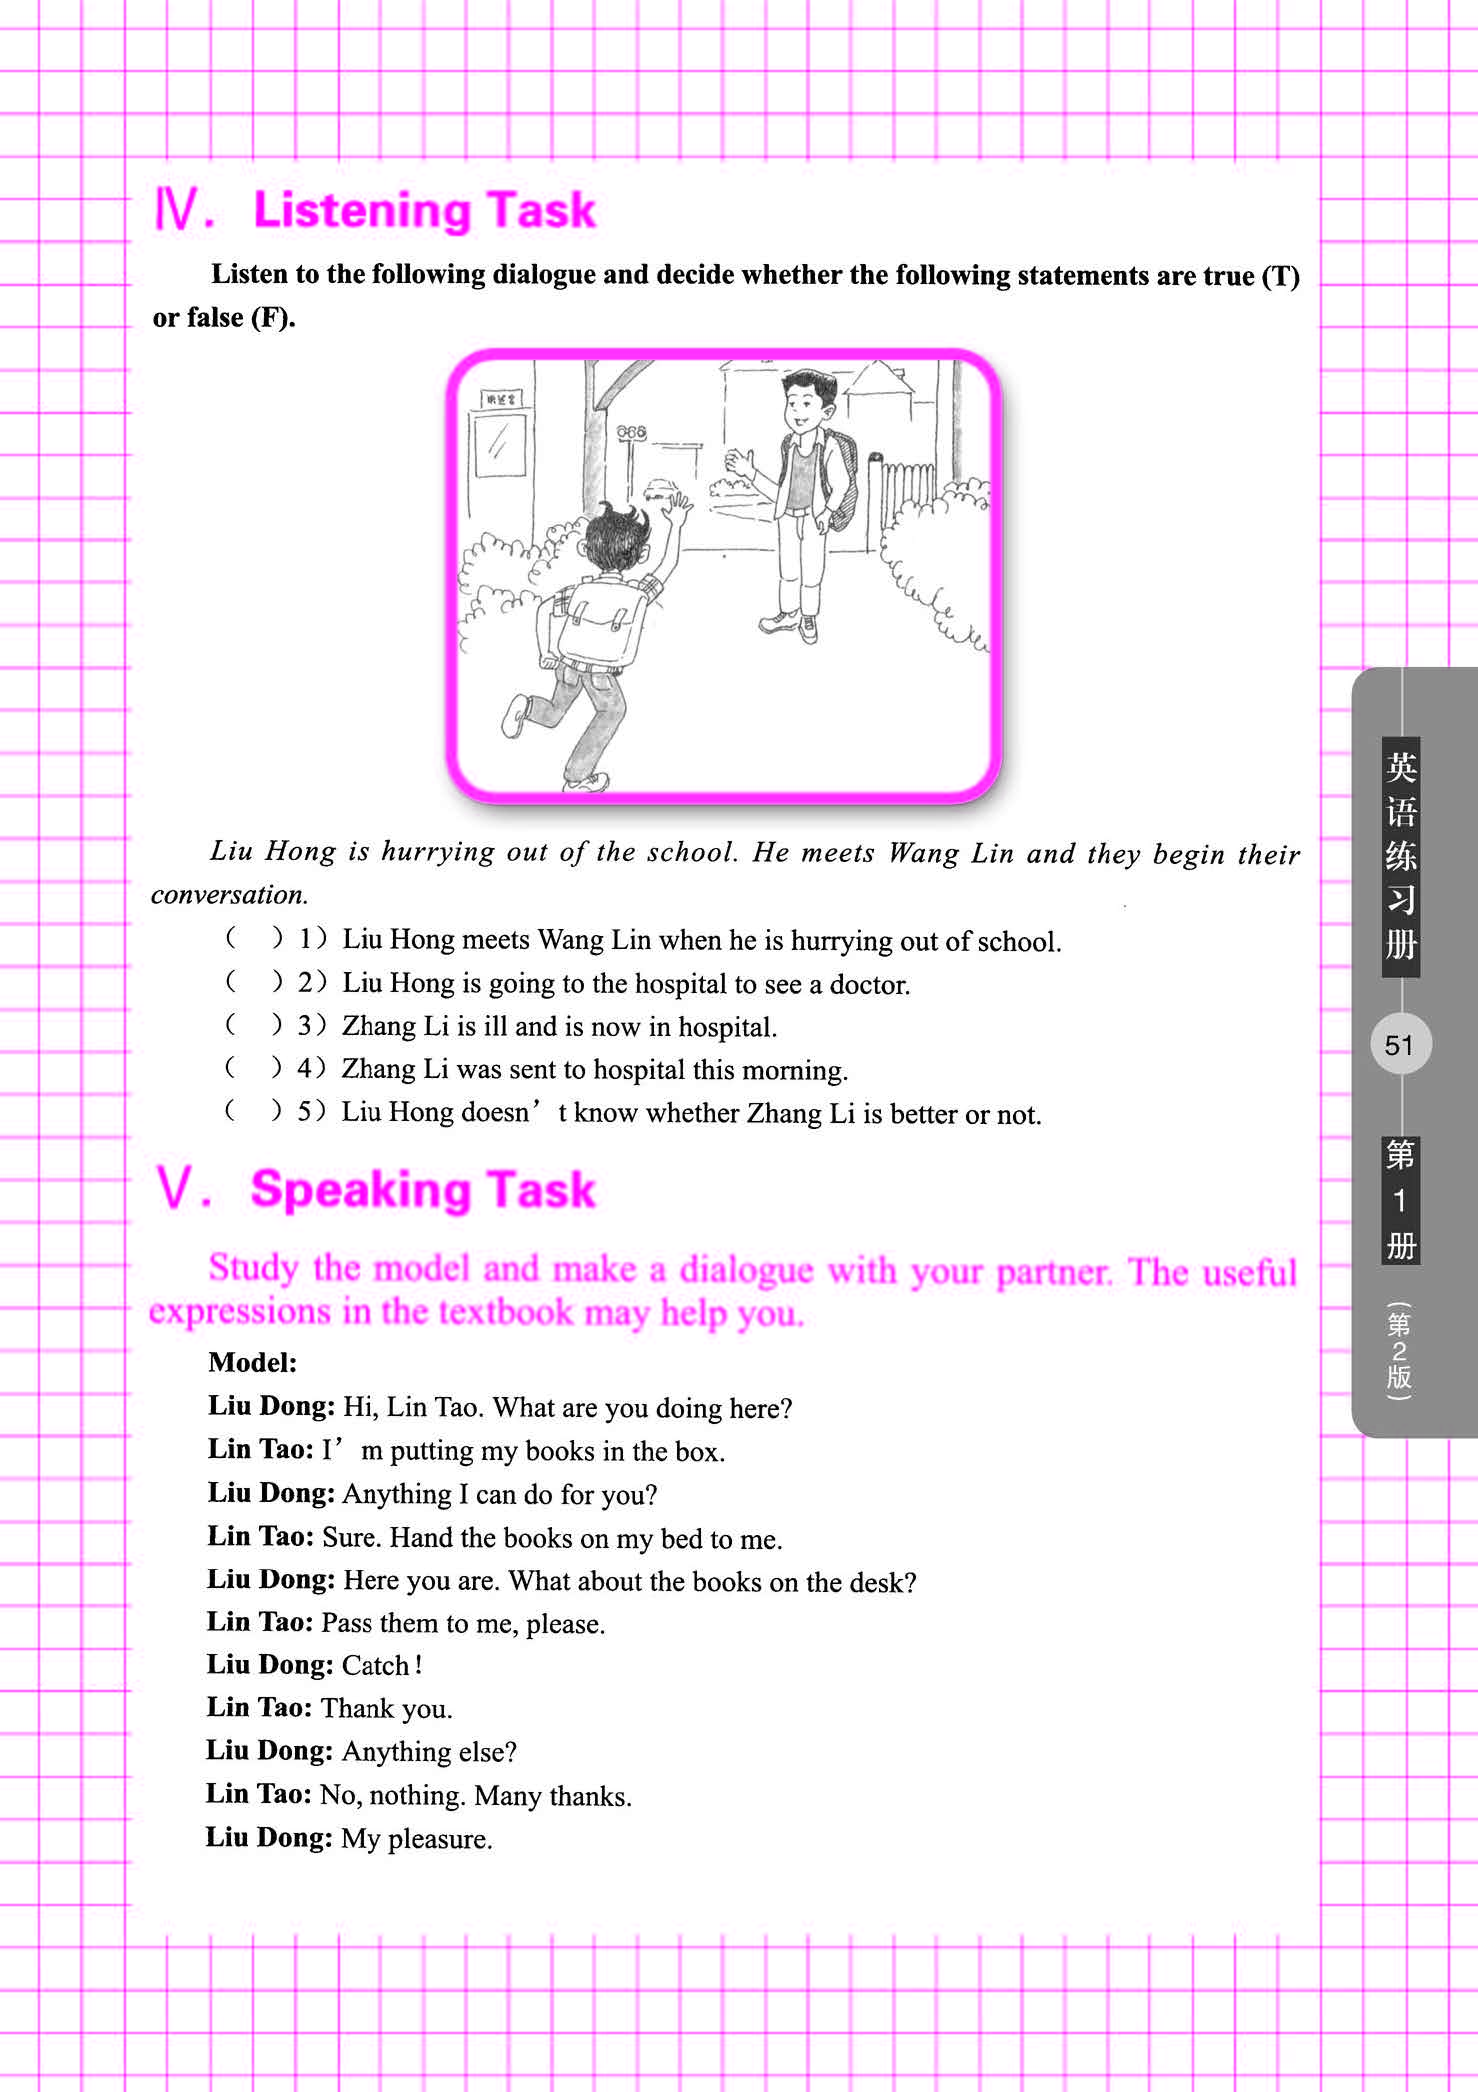 Ⅳ. Listening Task
Listen to the following dialogue and decide whether the following statements are true (T)
or false (F).
Liu Hong is hurrying out of the school. He meets Wang Lin and they begin their
conversation.
( ) 1) Liu Hong meets Wang Lin when he is hurrying out of school.
( ) 2) Liu Hong is going to the hospital to see a doctor.
( ) 3) Zhang Li is ill and is now in hospital.
( ) 4) Zhang Li was sent to hospital this morning.
( ) 5) Liu Hong doesn’t know whether Zhang Li is better or not.
Ⅴ. Speaking Task
Study the model and make a dialogue with your partner. The useful
expressions in the textbook may help you.
Model:
Liu Dong: Hi, Lin Tao. What are you doing here?
Lin Tao: I’m putting my books in the box.
Liu Dong: Anything I can do for you?
Lin Tao: Sure. Hand the books on my bed to me.
Liu Dong: Here you are. What about the books on the desk?
Lin Tao: Pass them to me, please.
Liu Dong: Catch!
Lin Tao: Thank you.
Liu Dong: Anything else?
Lin Tao: No, nothing. Many thanks.
Liu Dong: My pleasure.
英语练习册
51
第1册
(第2版)